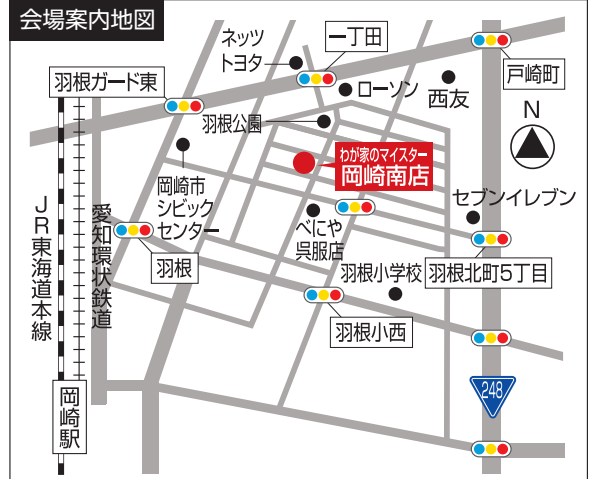 会場案内地図
ネッツ
トヨタ
一丁田
戸崎町
羽根ガード東
ローソン
西友
羽根公園
N
わが家のマイスター
岡崎南店
岡崎市
シビック
センター
セブンイレブン
べにや
呉服店
JR東海道本線
愛知環状鉄道
羽根
羽根小学校
羽根北町5丁目
羽根小西
248
岡崎駅